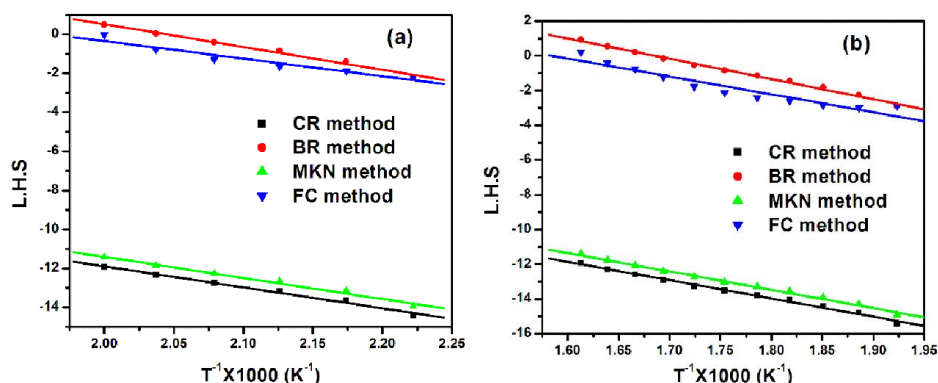 (a)
0
-2
-4
-6
-8
-10
-12
-14
L.H.S
CR method
BR method
MKN method
FC method
2.00
2.05
2.10
2.15
2.20
2.25
T⁻¹X1000 (K⁻¹)
(b)
2
0
-2
-4
-6
-8
-10
-12
-14
-16
L.H.S
CR method
BR method
MKN method
FC method
1.60
1.65
1.70
1.75
1.80
1.85
1.90
1.95
T⁻¹X1000 (K⁻¹)